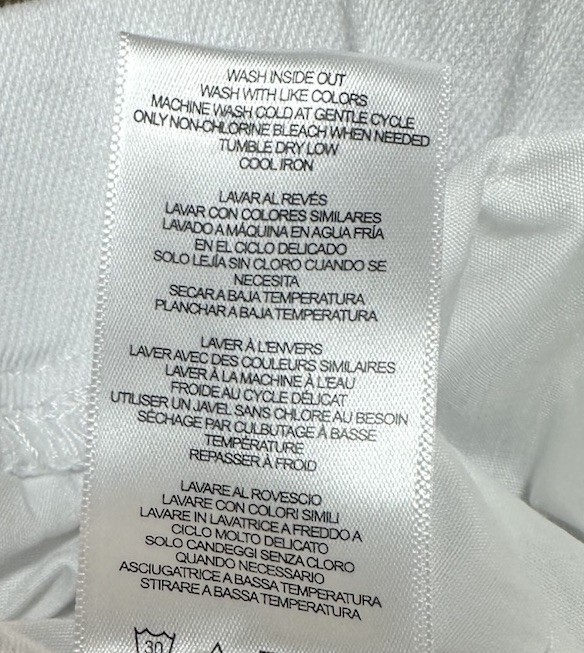 WASH INSIDE OUT
WASH WITH LIKE COLORS
MACHINE WASH COLD AT GENTLE CYCLE
ONLY NON-CHLORINE BLEACH WHEN NEEDED
TUMBLE DRY LOW
COOL IRON
LAVAR AL REVÉS
LAVAR CON COLORES SIMILARES
LAVADO A MÁQUINA EN AGUA FRÍA
EN EL CICLO DELICADO
SOLO LEJÍA SIN CLORO CUANDO SE
NECESITA
SECAR A BAJA TEMPERATURA
PLANCHAR A BAJA TEMPERATURA
LAVER À L'ENVERS
LAVER AVEC DES COULEURS SIMILAIRES
LAVER À LA MACHINE À L'EAU
FROIDE AU CYCLE DÉLICAT
UTILISER UN JAVEL SANS CHLORE AU BESOIN
SÉCHAGE PAR CULBUTAGE À BASSE
TEMPÉRATURE
REPASSER À FROID
LAVARE AL ROVESCIO
LAVARE CON COLORI SIMILI
LAVARE IN LAVATRICE A FREDDO A
CICLO MOLTO DELICATO
SOLO CANDEGGI SENZA CLORO
QUANDO NECESSARIO
ASCIUGATRICE A BASSA TEMPERATURA
STIRARE A BASSA TEMPERATURA
30